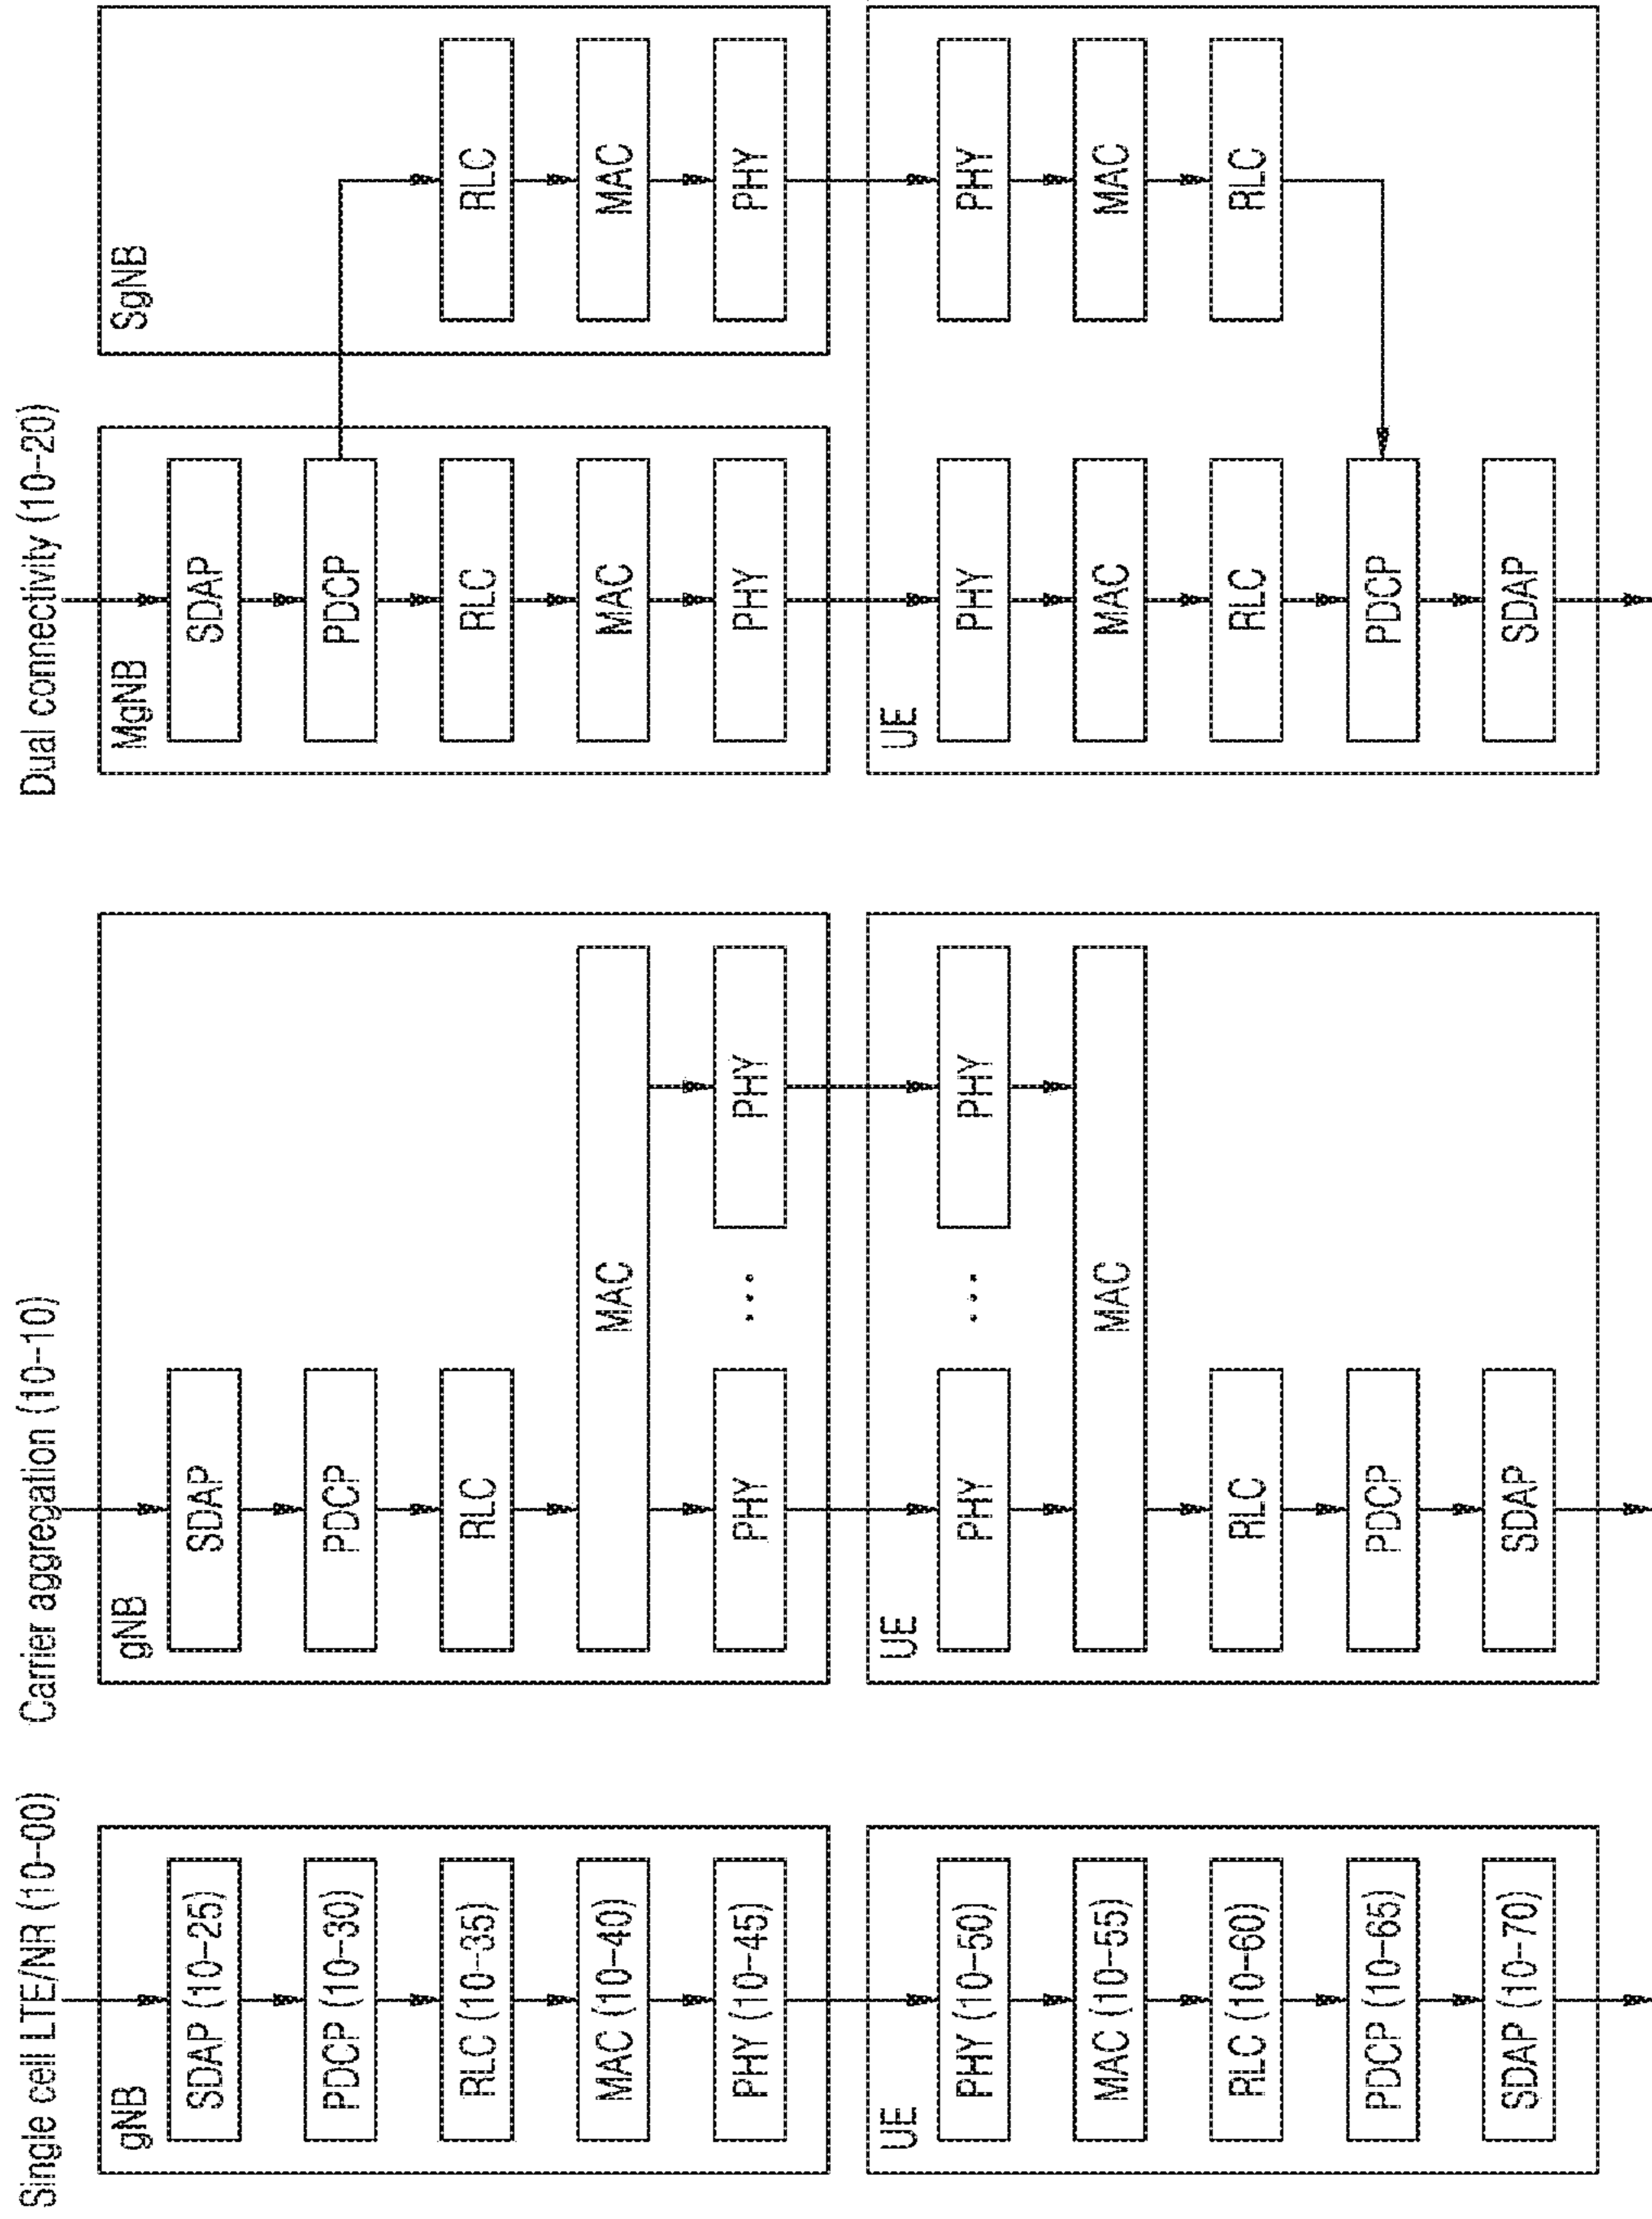 Single cell LTE/NR (10-00)
gNB
SDAP (10-25)
PDCP (10-30)
RLC (10-35)
MAC (10-40)
PHY (10-45)
UE
PHY (10-50)
MAC (10-55)
RLC (10-60)
PDCP (10-65)
SDAP (10-70)
Carrier aggregation (10-10)
gNB
SDAP
PDCP
RLC
MAC
PHY
...
PHY
UE
PHY
...
PHY
MAC
RLC
PDCP
SDAP
Dual connectivity (10-20)
MgNB
SDAP
PDCP
RLC
MAC
PHY
SgNB
RLC
MAC
PHY
UE
PHY
MAC
RLC
PDCP
SDAP
PHY
MAC
RLC